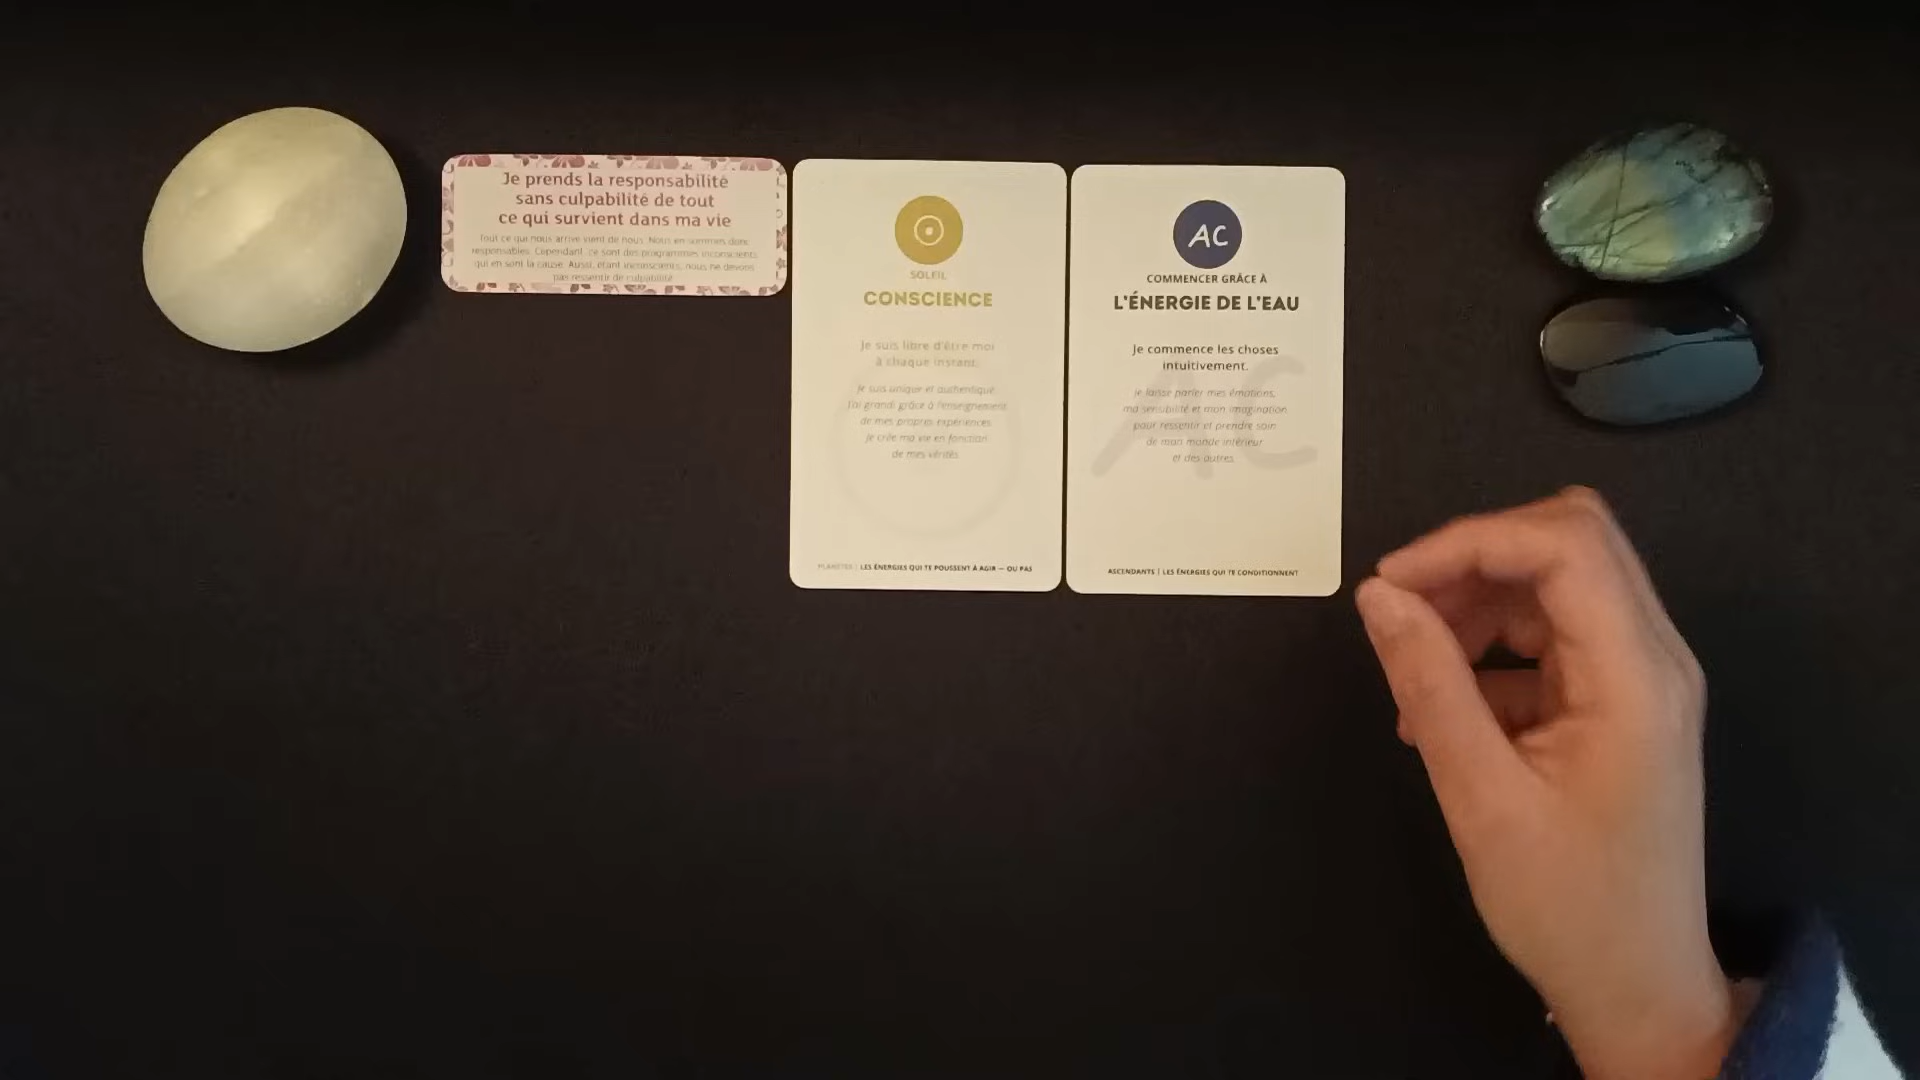 Je prends la responsabilité
sans culpabilité de tout
ce qui survient dans ma vie
Tout ce qui nous arrive vient de nous. Nous en sommes donc
responsables. Cependant, ce sont des programmes inconscients
qui en sont la cause. Aussi, étant inconscients, nous ne devons
pas ressentir de culpabilité.
SOLEIL
CONSCIENCE
Je suis libre d'être moi
à chaque instant.
Je suis unique et authentique.
J'ai grandi grâce à l'enseignement
de mes propres expériences.
Je crée ma vie en fonction
de mes vérités.
PLANÈTES | LES ÉNERGIES QUI TE POUSSENT À AGIR — OU PAS
AC
COMMENCER GRÂCE À
L'ÉNERGIE DE L'EAU
Je commence les choses
intuitivement.
Je laisse parler mes émotions,
ma sensibilité et mon imagination
pour ressentir et prendre soin
de mon monde intérieur
et des autres.
AC
ASCENDANTS | LES ÉNERGIES QUI TE CONDITIONNENT